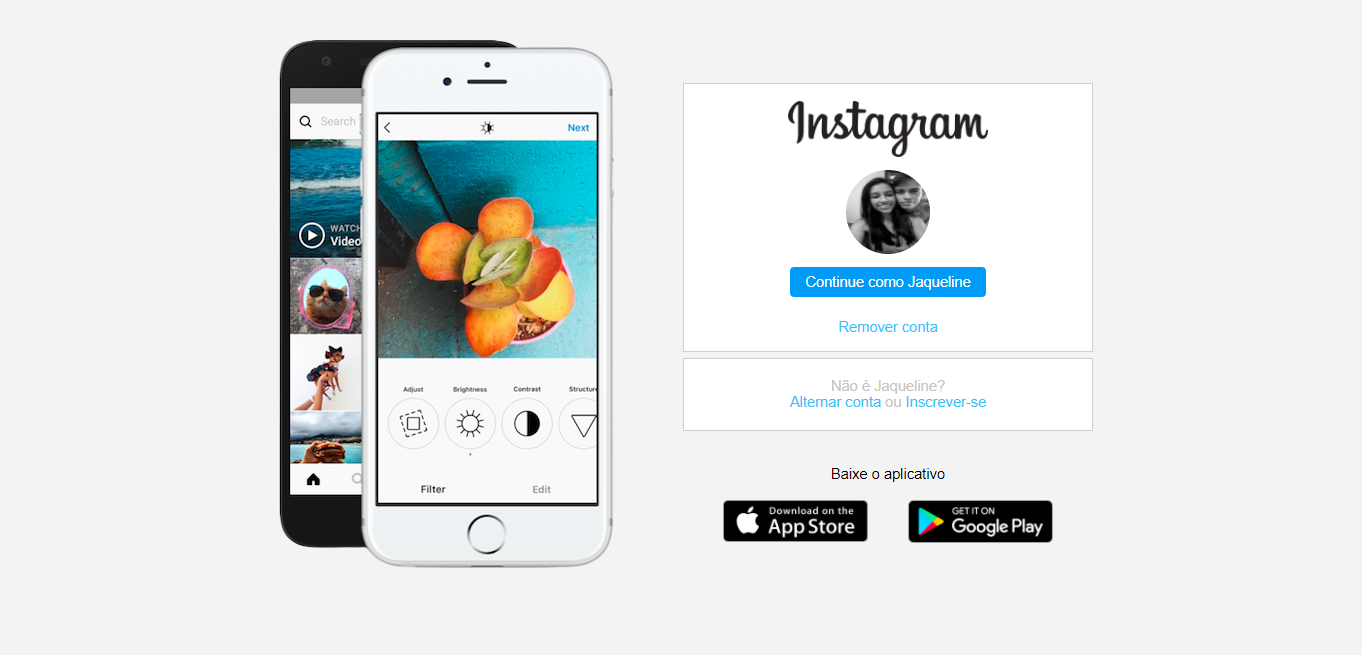 Search
WATCH
Video
Next
Adjust
Brightness
Contrast
Structure
Filter
Edit
Instagram
Continue como Jaqueline
Remover conta
Não é Jaqueline?
Alternar conta ou Inscrever-se
Baixe o aplicativo
Download on the
App Store
GET IT ON
Google Play